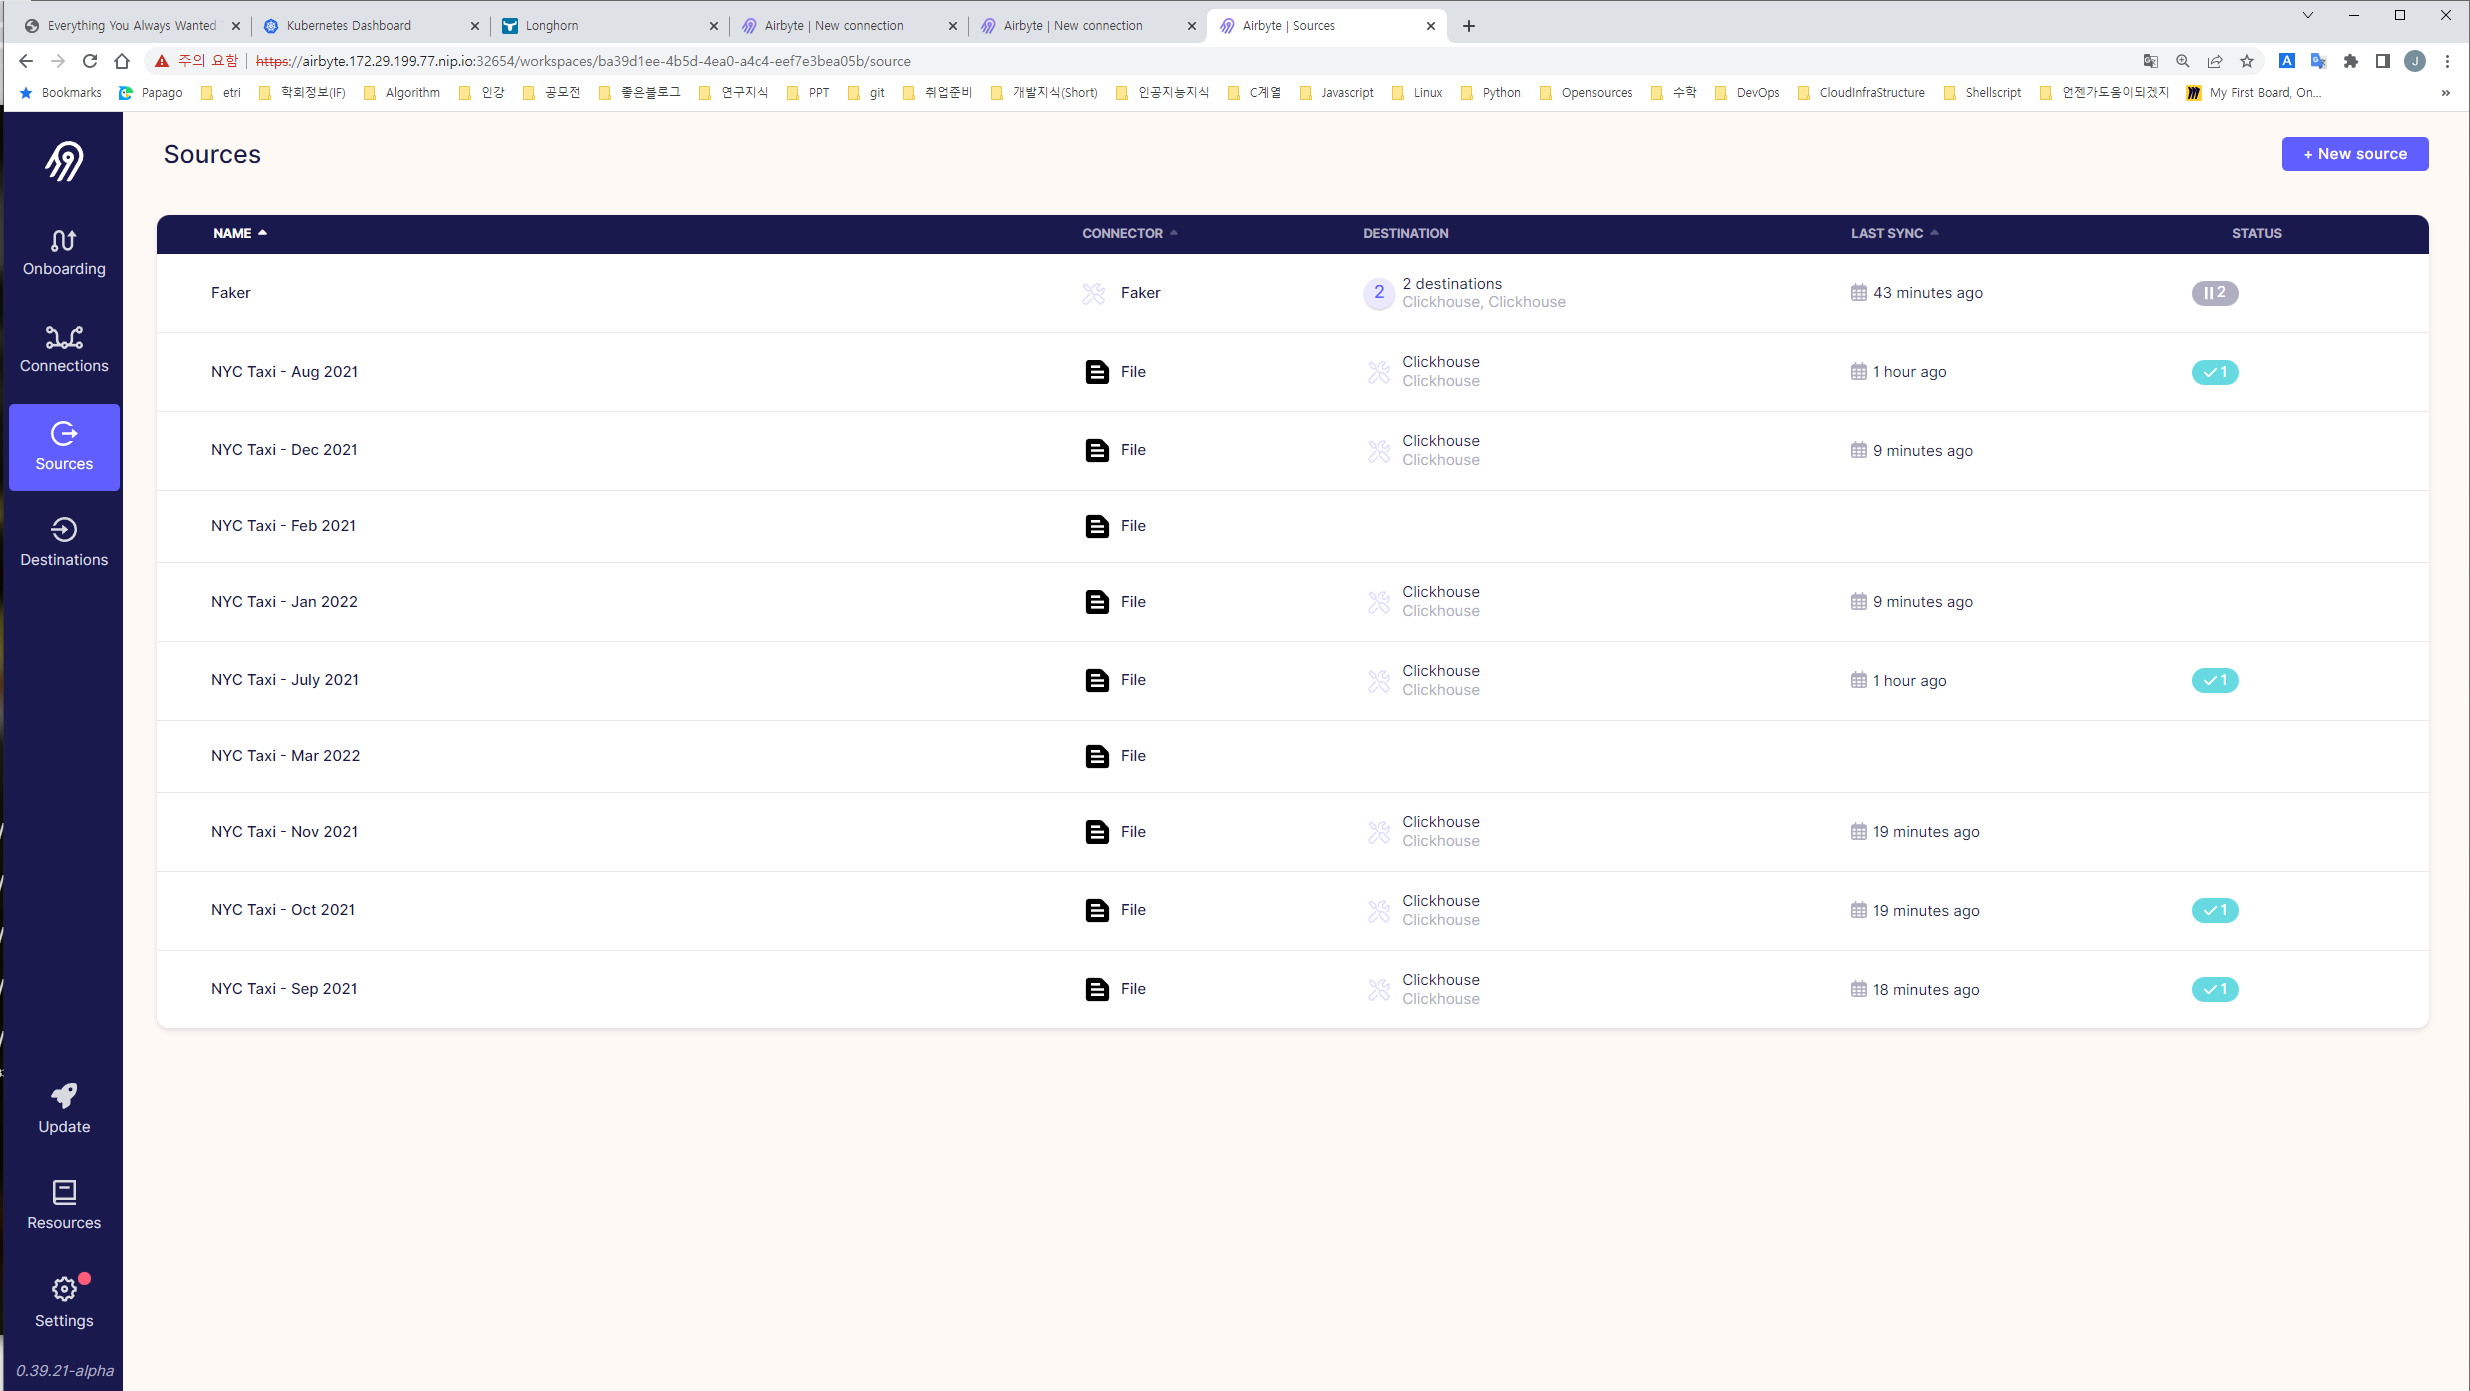 Everything You Always Wanted
Kubernetes Dashboard
Longhorn
Airbyte | New connection
Airbyte | New connection
Airbyte | Sources
주의 요함 | https://airbyte.172.29.199.77.nip.io:32654/workspaces/ba39d1ee-4b5d-4ea0-a4c4-eef7e3bea05b/source
J
Bookmarks Papago etri 학회정보(IF) Algorithm 인강 공모전 좋은블로그 연구지식 PPT git 취업준비 개발지식(Short) 인공지능지식 C계열 Javascript Linux Python Opensources 수학 DevOps CloudInfraStructure Shellscript 언젠가도움이되겠지 My First Board, On... »
Onboarding
Connections
Sources
Destinations
Update
Resources
Settings
0.39.21-alpha
Sources
+ New source
NAME CONNECTOR DESTINATION LAST SYNC STATUS
Faker Faker 2 2 destinations 43 minutes ago 2
Clickhouse, Clickhouse
NYC Taxi - Aug 2021 File Clickhouse 1 hour ago 1
Clickhouse
NYC Taxi - Dec 2021 File Clickhouse 9 minutes ago
Clickhouse
NYC Taxi - Feb 2021 File
NYC Taxi - Jan 2022 File Clickhouse 9 minutes ago
Clickhouse
NYC Taxi - July 2021 File Clickhouse 1 hour ago 1
Clickhouse
NYC Taxi - Mar 2022 File
NYC Taxi - Nov 2021 File Clickhouse 19 minutes ago
Clickhouse
NYC Taxi - Oct 2021 File Clickhouse 19 minutes ago 1
Clickhouse
NYC Taxi - Sep 2021 File Clickhouse 18 minutes ago 1
Clickhouse